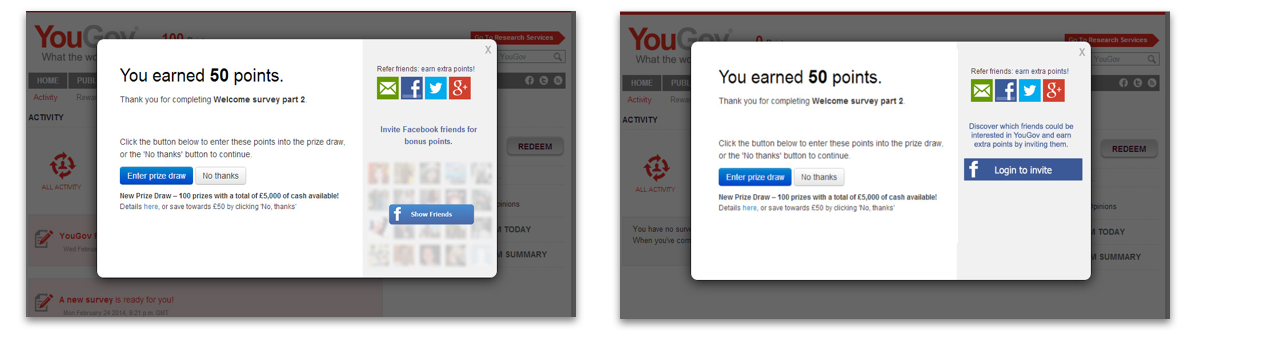 YouGov
100
What the wo
Go To Research Services
YouGov
HOME
PUBL
Activity
Rewa
ACTIVITY
ALL ACTIVITY
REDEEM
X
You earned 50 points.
Thank you for completing Welcome survey part 2
Click the button below to enter these points into the prize draw,
or the 'No thanks' button to continue.
Enter prize draw
No thanks
New Prize Draw – 100 prizes with a total of £5,000 of cash available!
Details here, or save towards £50 by clicking 'No, thanks'
Refer friends: earn extra points!
Invite Facebook friends for
bonus points.
Show Friends
YouGov
Wed Februa
pinions
M TODAY
M SUMMARY
A new survey is ready for you!
Mon February 24 2014, 5:21 p.m. GMT
YouGov
0
What the wo
Go To Research Services
YouGov
HOME
PUBL
Activity
Rewa
ACTIVITY
ALL ACTIVITY
REDEEM
X
You earned 50 points.
Thank you for completing Welcome survey part 2.
Click the button below to enter these points into the prize draw,
or the 'No thanks' button to continue.
Enter prize draw
No thanks
New Prize Draw – 100 prizes with a total of £5,000 of cash available!
Details here, or save towards £50 by clicking 'No, thanks'
Refer friends: earn extra points!
Discover which friends could be
interested in YouGov and earn
extra points by inviting them.
Login to invite
You have no surve
When you've com
pinions
M TODAY
M SUMMARY